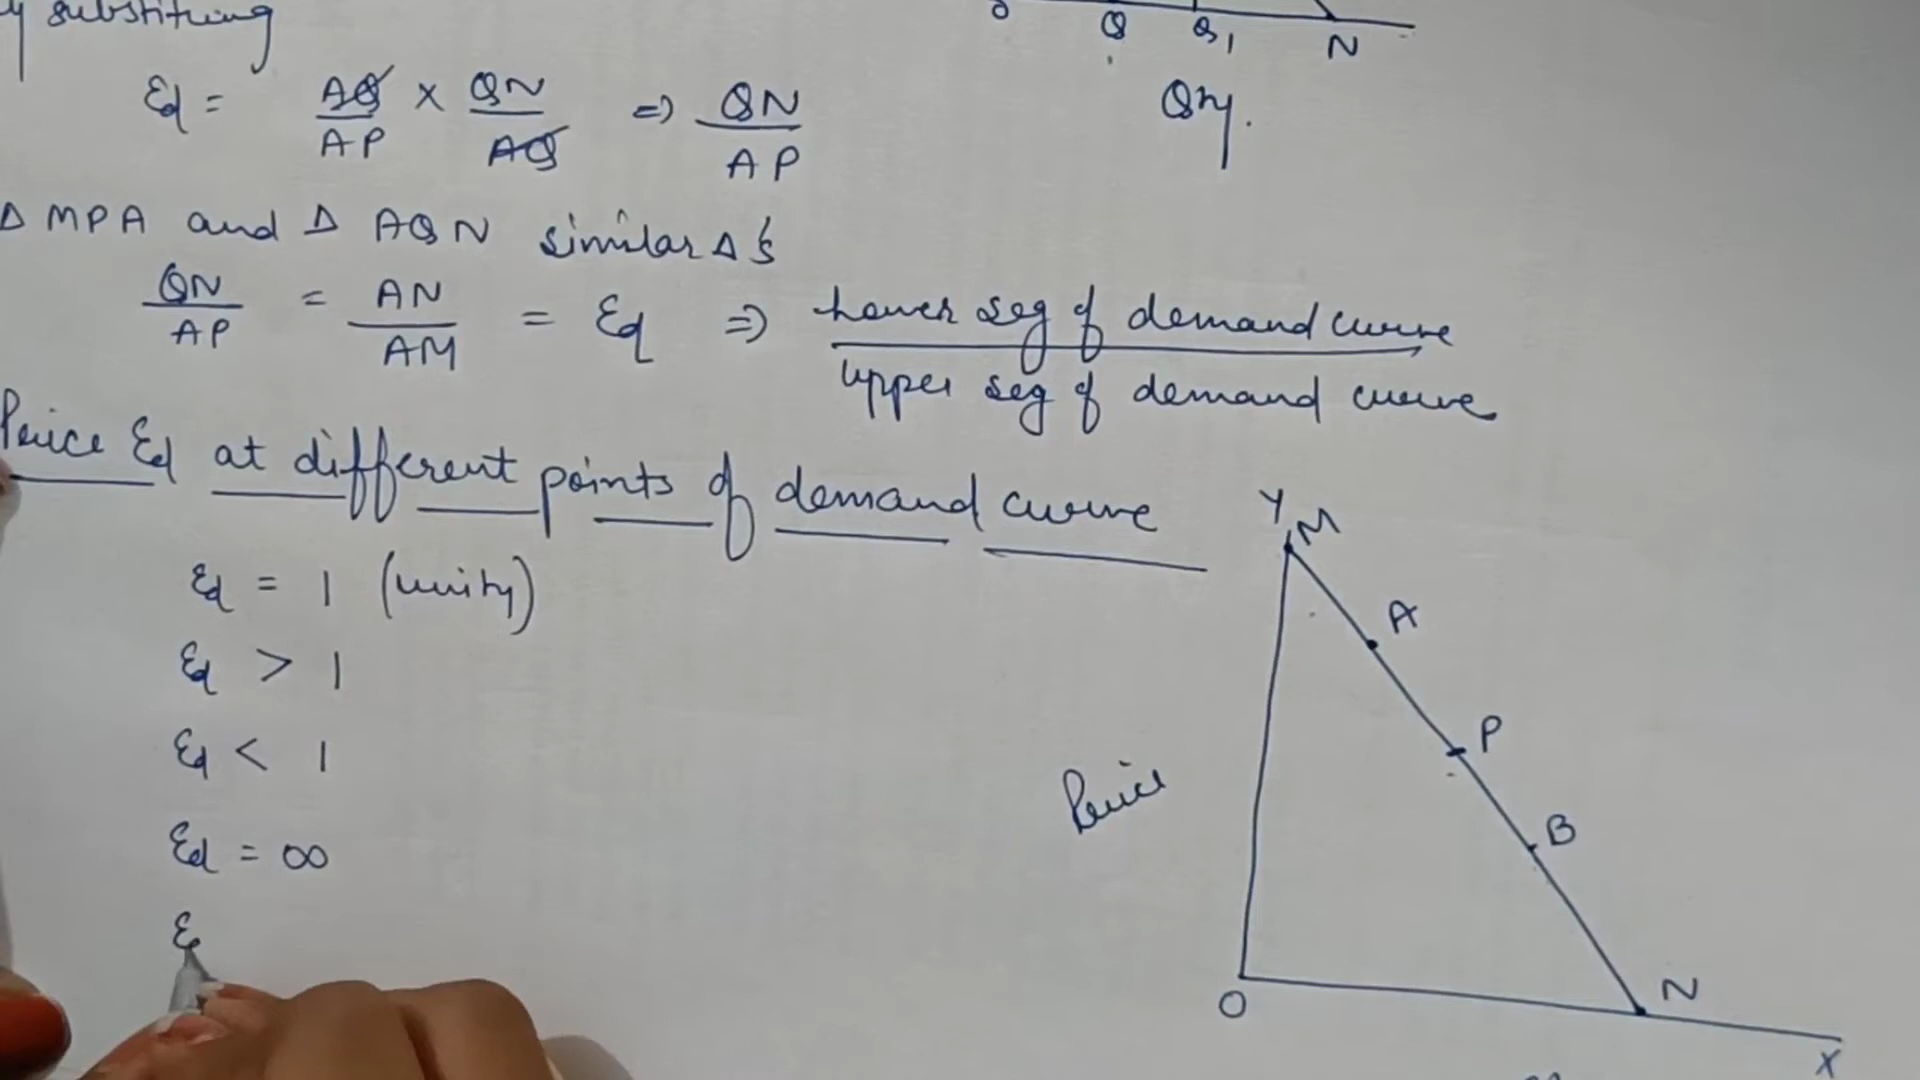 y substituing
O Q Q1 N
Ed = AQ/AP × QN/AQ ⇒ QN/AP
Qty.
Δ MPA and Δ AQN similar Δ's
QN/AP = AN/AM = Ed ⇒ Lower seg of demand curve / upper seg of demand curve
Price Ed at different points of demand curve
Y M
Ed = 1 (unity)
A
Ed > 1
P
Ed < 1
Price
B
Ed = ∞
E
N
O
X